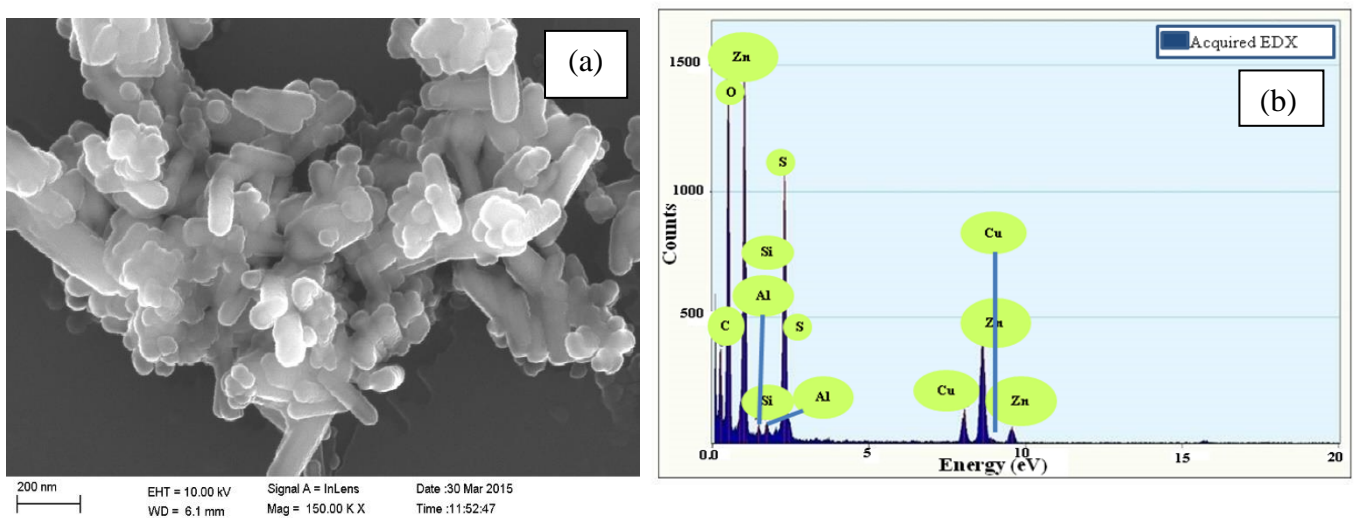 (a)
200 nm
EHT = 10.00 kV
Signal A = InLens
Date :30 Mar 2015
WD = 6.1 mm
Mag = 150.00 K X
Time :11:52:47
Acquired EDX
(b)
Zn
O
S
Cu
Si
Al
C
Zn
S
Si
Al
Cu
Zn
1500
1000
500
Counts
0.0
5
10
15
20
Energy (eV)